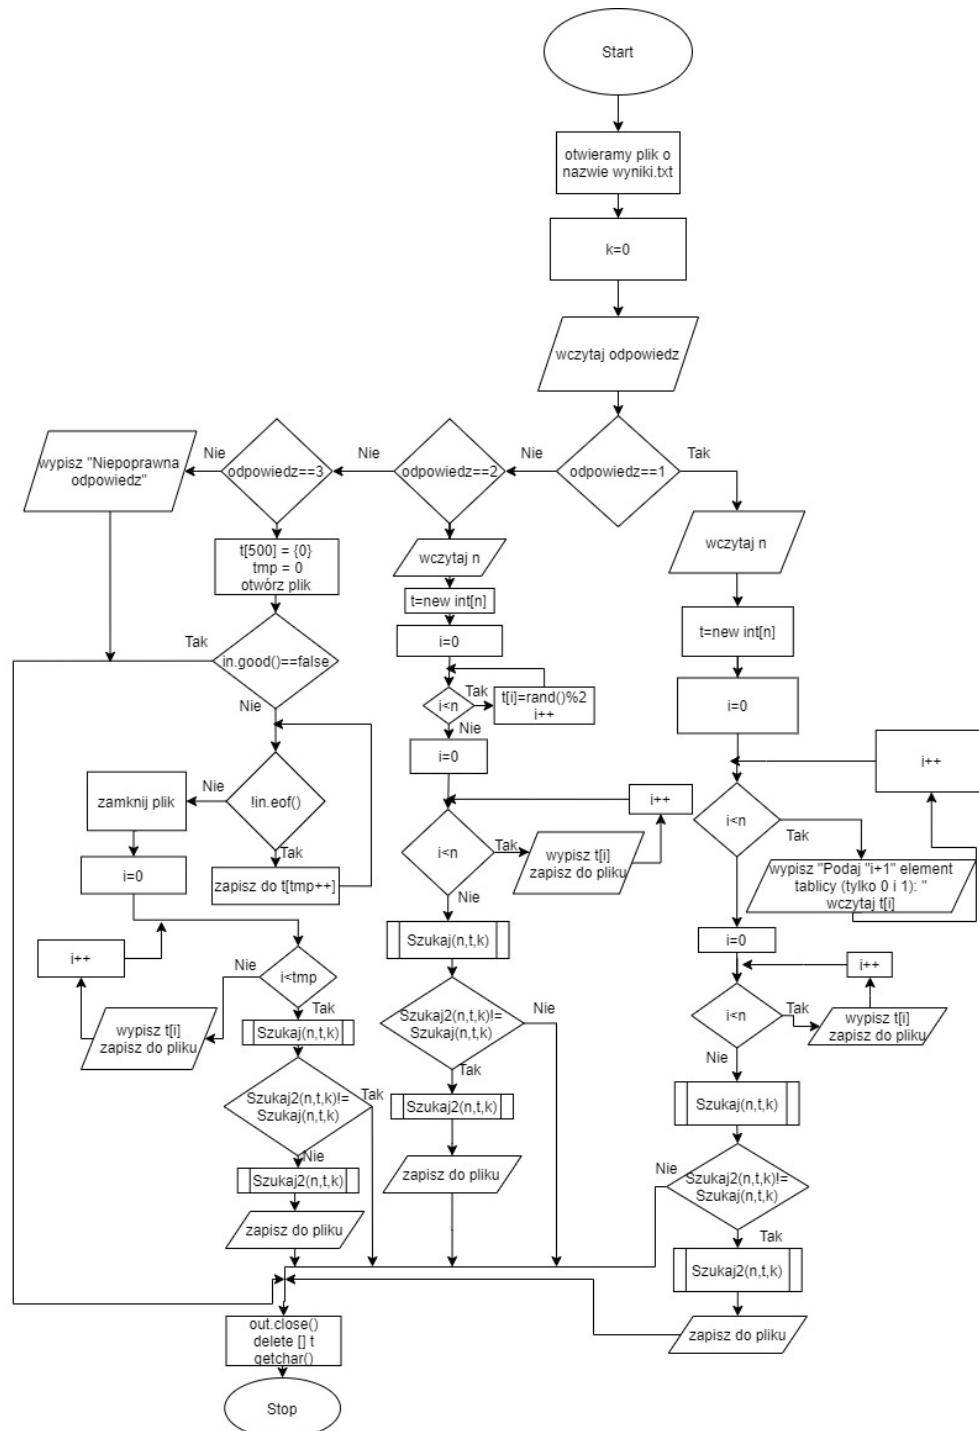 Start
otwieramy plik o
nazwie wyniki.txt
k=0
wczytaj odpowiedz
wypisz "Niepoprawna
odpowiedz"
Nie
odpowiedz==3
Nie
odpowiedz==2
Nie
odpowiedz==1
Tak
t[500] = {0}
tmp = 0
otwórz plik
Tak
in.good()==false
Nie
!in.eof()
Nie
zamknij plik
Tak
zapisz do t[tmp++]
i=0
i++
Nie
i<tmp
Tak
wypisz t[i]
zapisz do pliku
Szukaj(n,t,k)
Szukaj2(n,t,k)!=
Szukaj(n,t,k)
Tak
Nie
Szukaj2(n,t,k)
zapisz do pliku
wczytaj n
t=new int[n]
i=0
i<n
Tak
t[i]=rand()%2
i++
Nie
i=0
i++
i<n
Tak
wypisz t[i]
zapisz do pliku
Nie
Szukaj(n,t,k)
Szukaj2(n,t,k)!=
Szukaj(n,t,k)
Nie
Tak
Szukaj2(n,t,k)
zapisz do pliku
wczytaj n
t=new int[n]
i=0
i++
i<n
Tak
wypisz "Podaj "i+1" element
tablicy (tylko 0 i 1): "
wczytaj t[i]
i=0
i++
i<n
Tak
wypisz t[i]
zapisz do pliku
Nie
Szukaj(n,t,k)
Nie
Szukaj2(n,t,k)!=
Szukaj(n,t,k)
Tak
Szukaj2(n,t,k)
zapisz do pliku
out.close()
delete [] t
getchar()
Stop